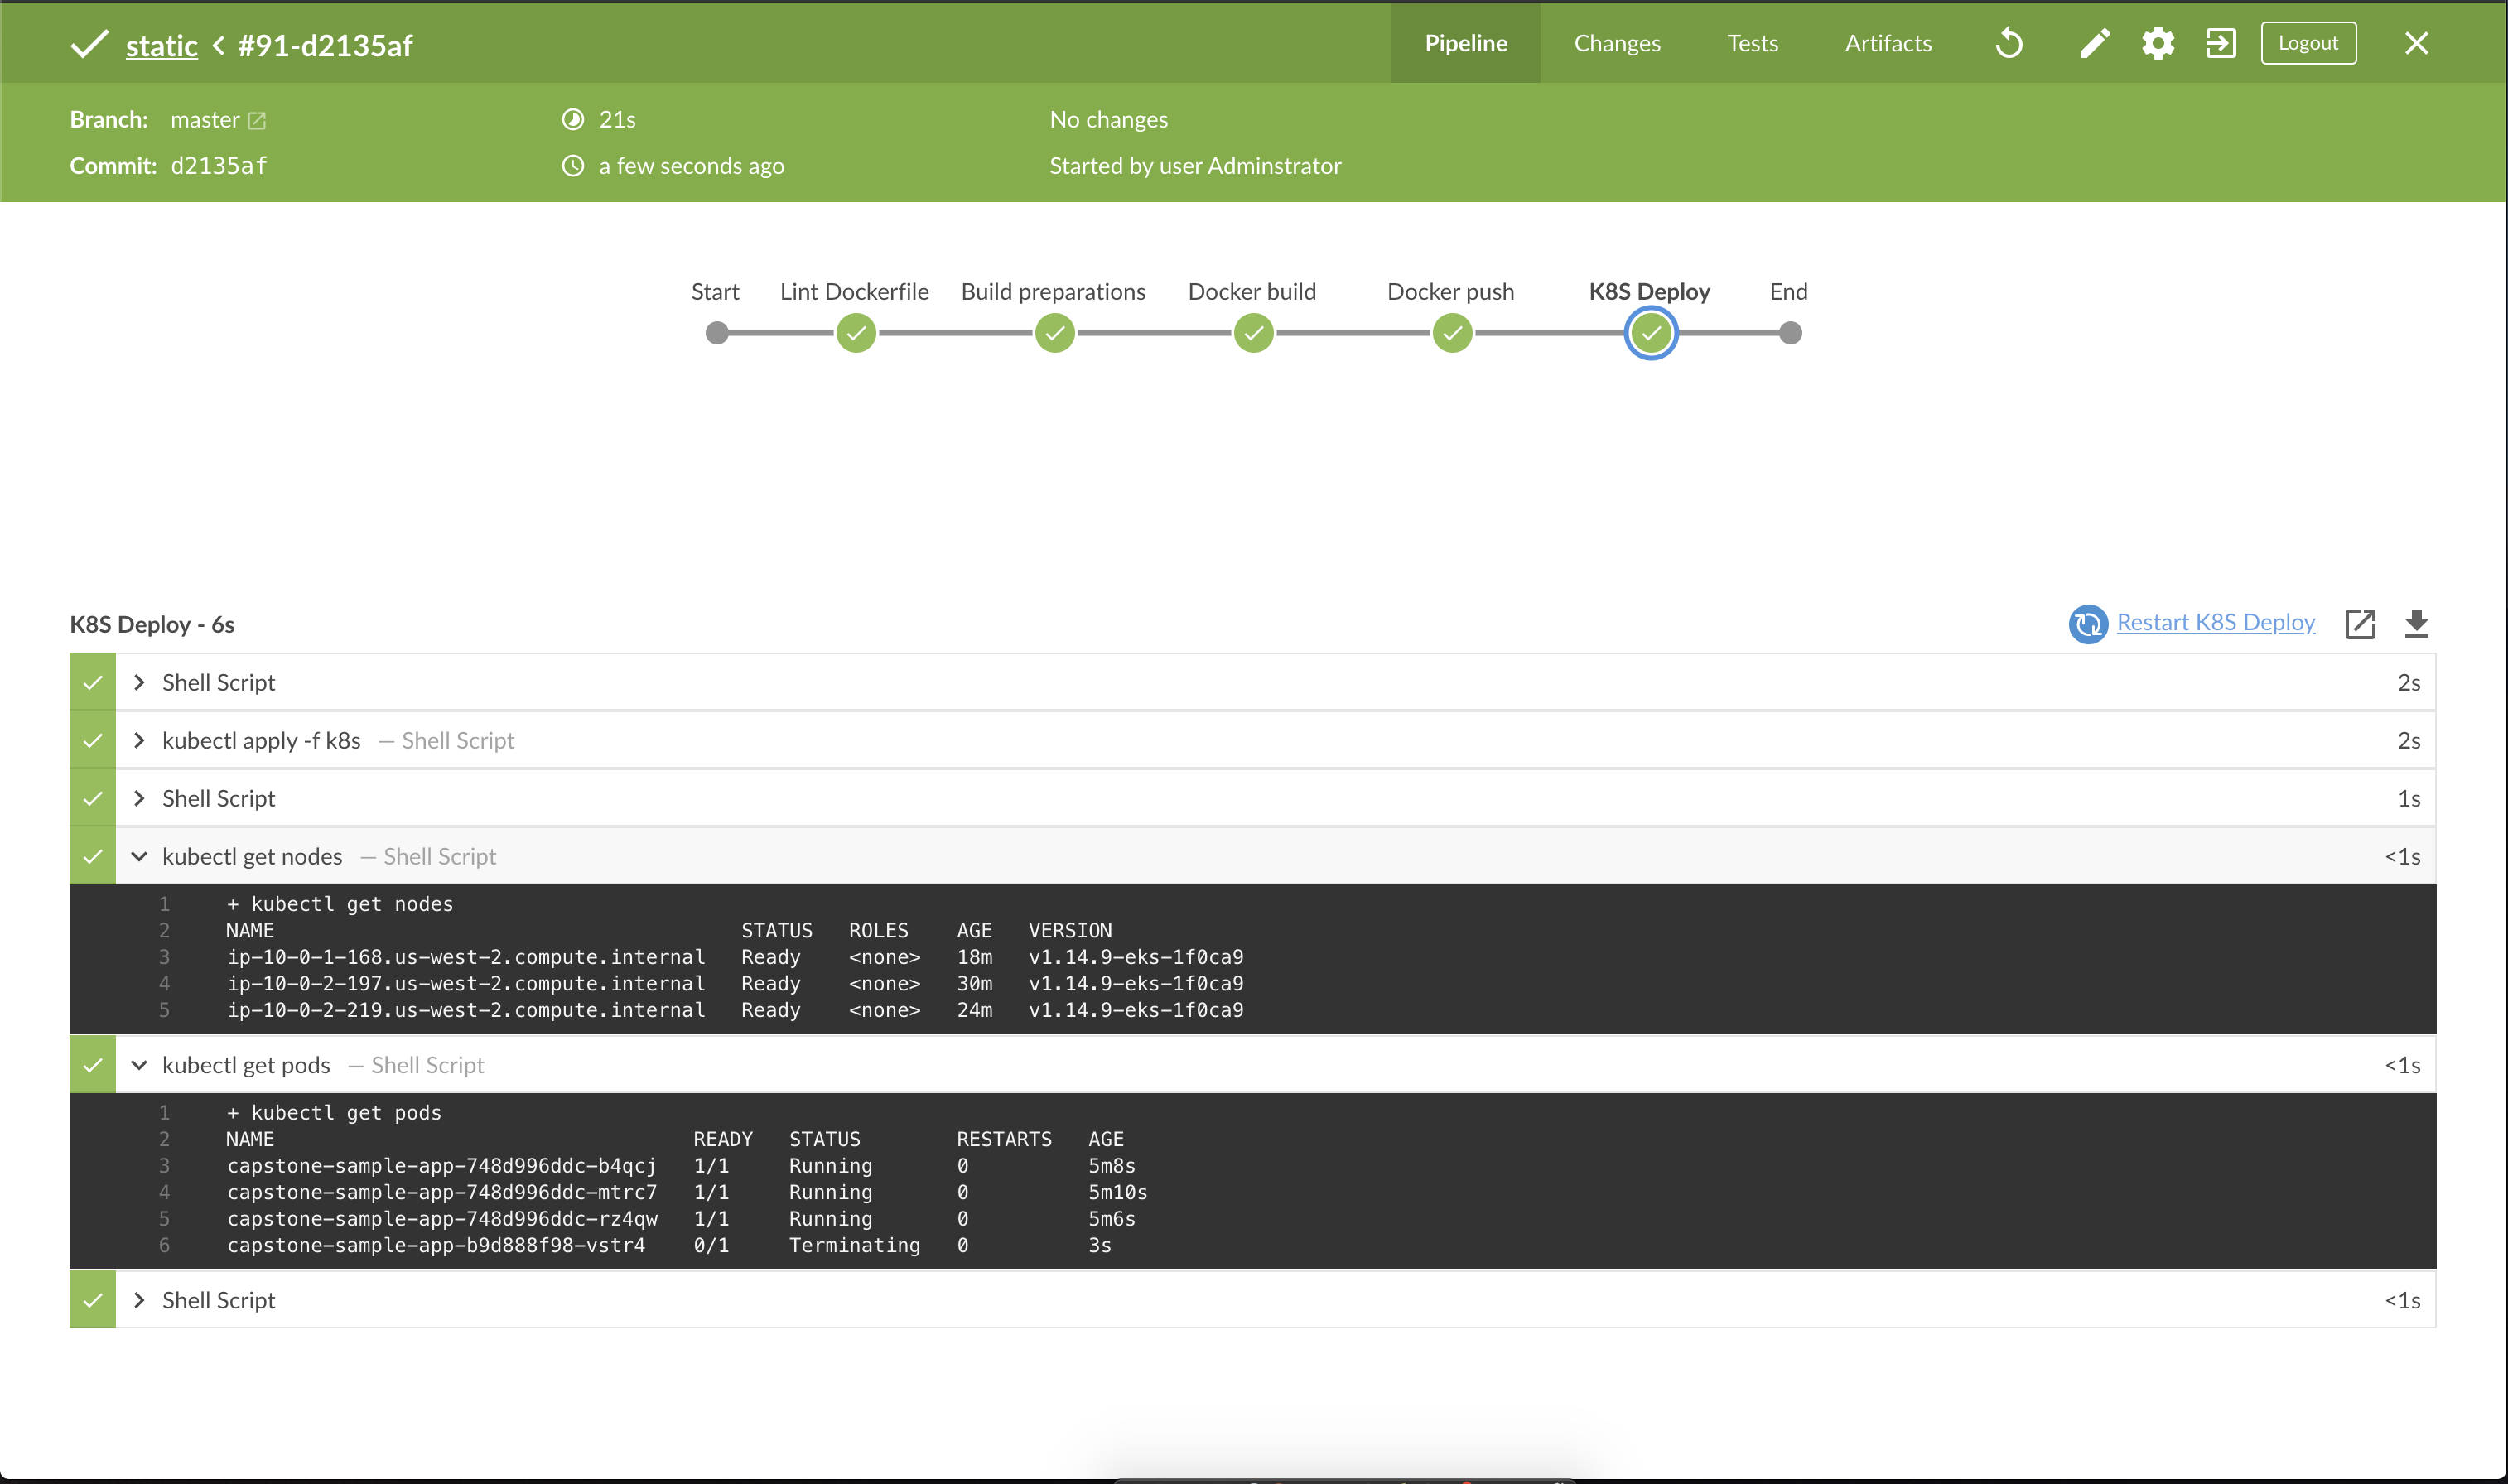 static < #91-d2135af
Pipeline Changes Tests Artifacts Logout
Branch: master 21s No changes
Commit: d2135af a few seconds ago Started by user Adminstrator
Start Lint Dockerfile Build preparations Docker build Docker push K8S Deploy End
K8S Deploy - 6s Restart K8S Deploy
Shell Script 2s
kubectl apply -f k8s — Shell Script 2s
Shell Script 1s
kubectl get nodes — Shell Script <1s
1 + kubectl get nodes
2 NAME STATUS ROLES AGE VERSION
3 ip-10-0-1-168.us-west-2.compute.internal Ready <none> 18m v1.14.9-eks-1f0ca9
4 ip-10-0-2-197.us-west-2.compute.internal Ready <none> 30m v1.14.9-eks-1f0ca9
5 ip-10-0-2-219.us-west-2.compute.internal Ready <none> 24m v1.14.9-eks-1f0ca9
kubectl get pods — Shell Script <1s
1 + kubectl get pods
2 NAME READY STATUS RESTARTS AGE
3 capstone-sample-app-748d996ddc-b4qcj 1/1 Running 0 5m8s
4 capstone-sample-app-748d996ddc-mtrc7 1/1 Running 0 5m10s
5 capstone-sample-app-748d996ddc-rz4qw 1/1 Running 0 5m6s
6 capstone-sample-app-b9d888f98-vstr4 0/1 Terminating 0 3s
Shell Script <1s